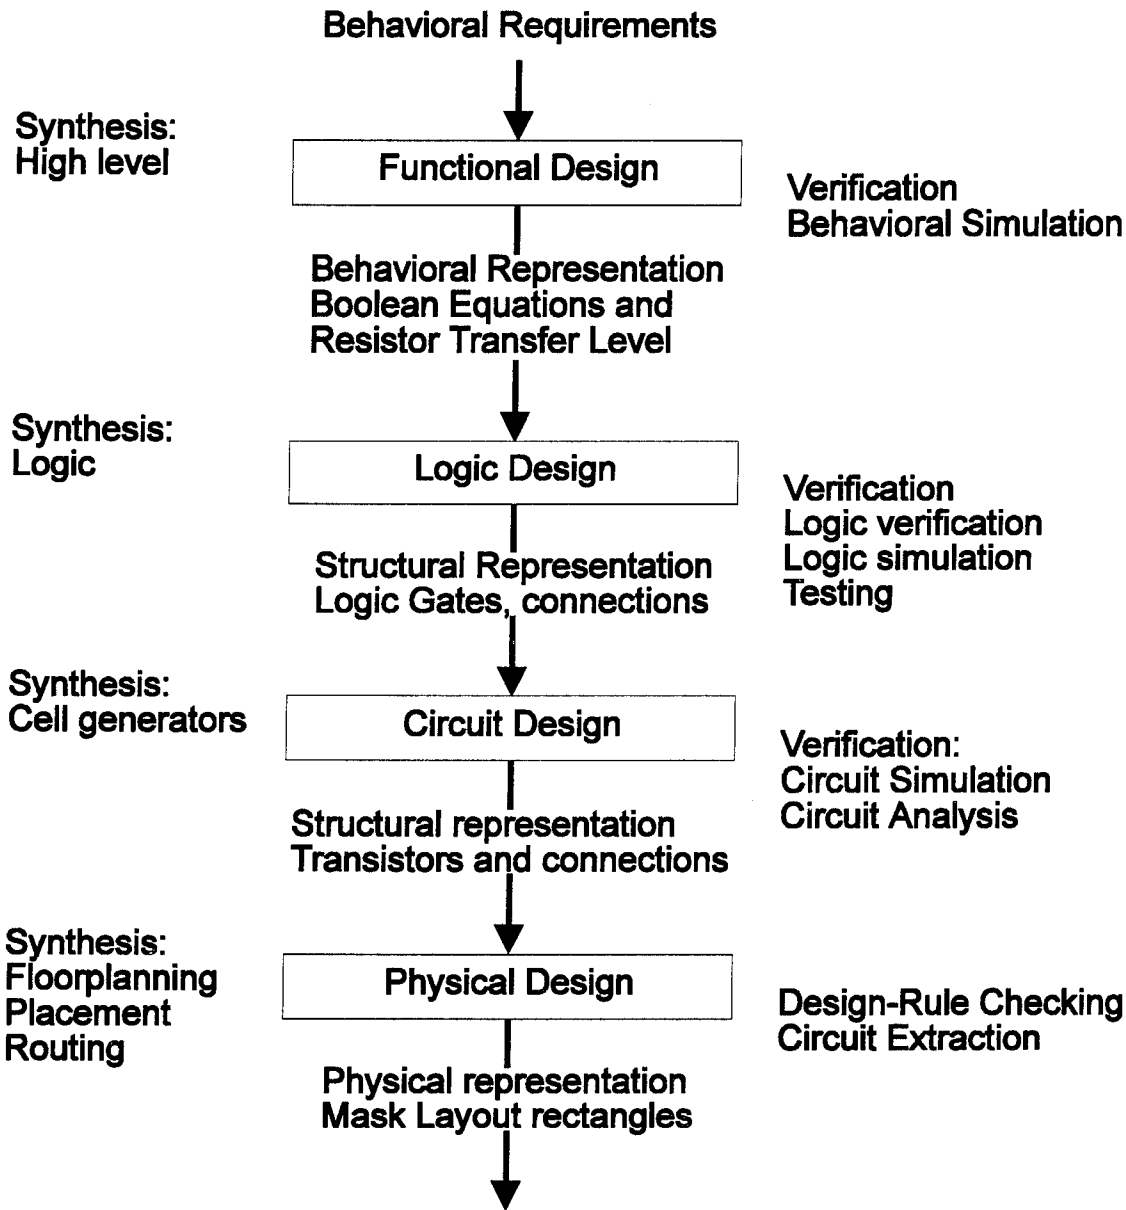 Behavioral Requirements
Synthesis:
High level
Functional Design
Verification
Behavioral Simulation
Behavioral Representation
Boolean Equations and
Resistor Transfer Level
Synthesis:
Logic
Logic Design
Verification
Logic verification
Logic simulation
Testing
Structural Representation
Logic Gates, connections
Synthesis:
Cell generators
Circuit Design
Verification:
Circuit Simulation
Circuit Analysis
Structural representation
Transistors and connections
Synthesis:
Floorplanning
Placement
Routing
Physical Design
Design-Rule Checking
Circuit Extraction
Physical representation
Mask Layout rectangles